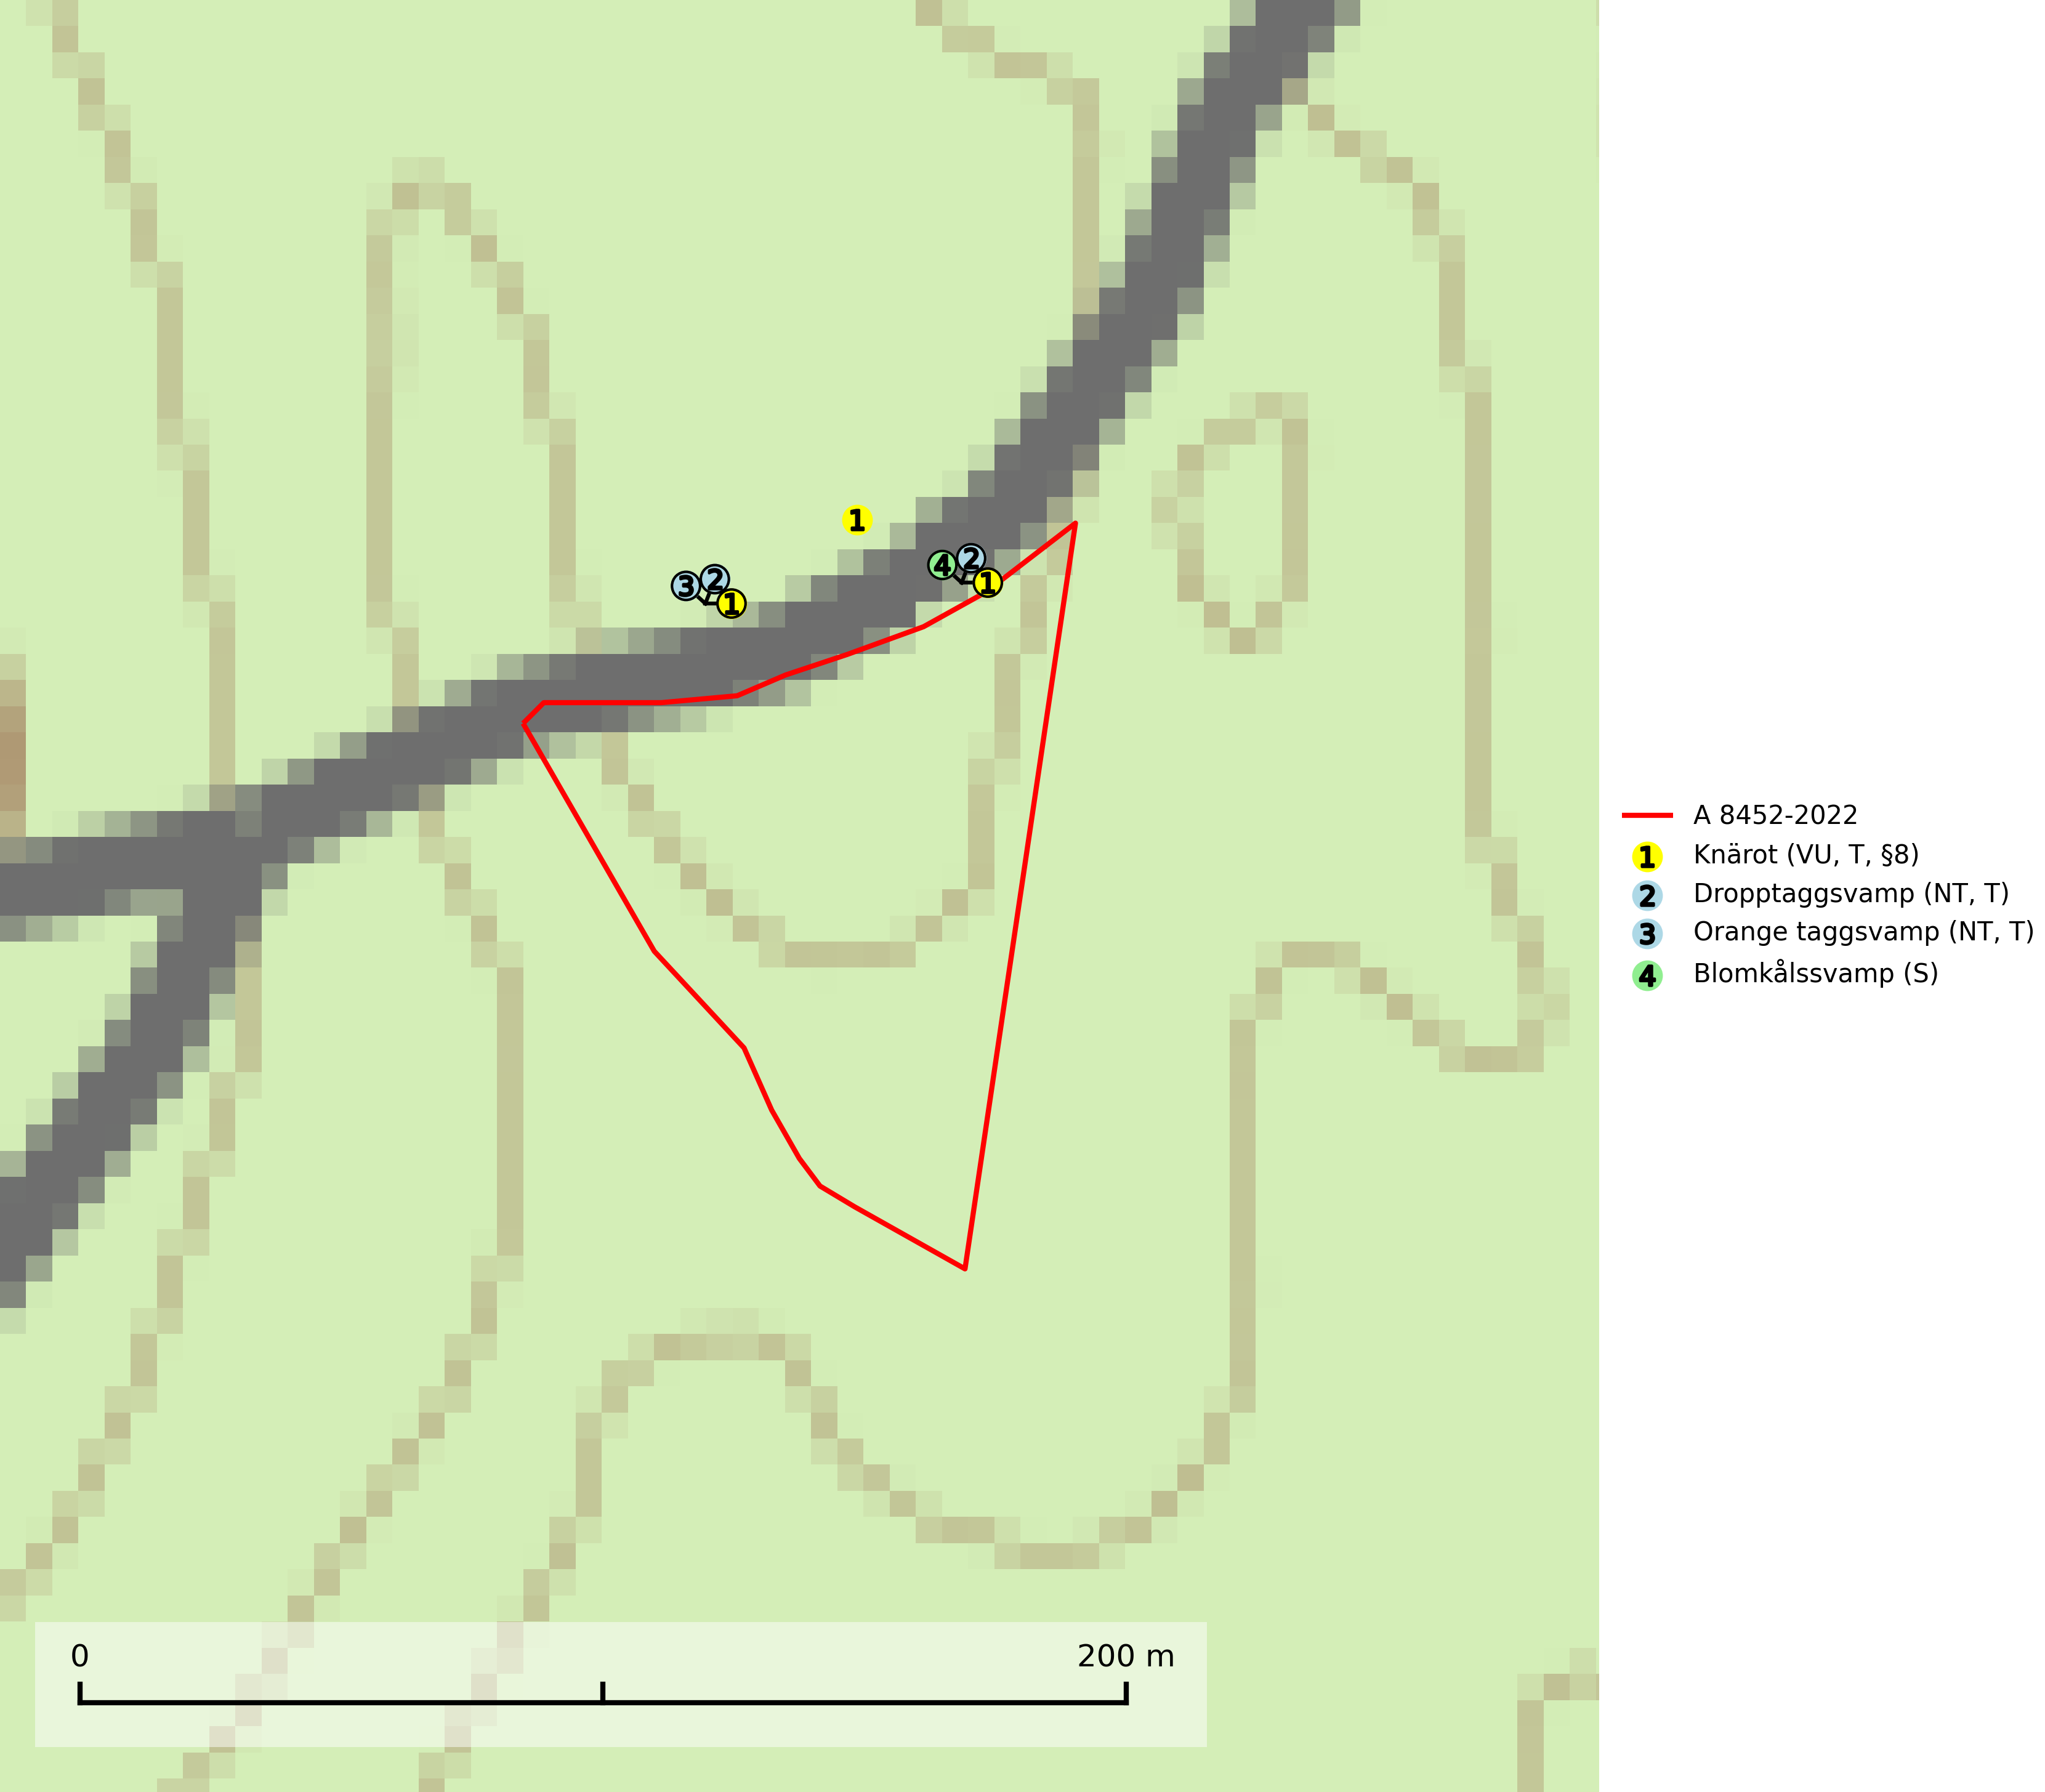 1
4
2
1
3
2
1
A 8452-2022
1 Knärot (VU, T, §8)
2 Dropptaggsvamp (NT, T)
3 Orange taggsvamp (NT, T)
4 Blomkålssvamp (S)
0 200 m